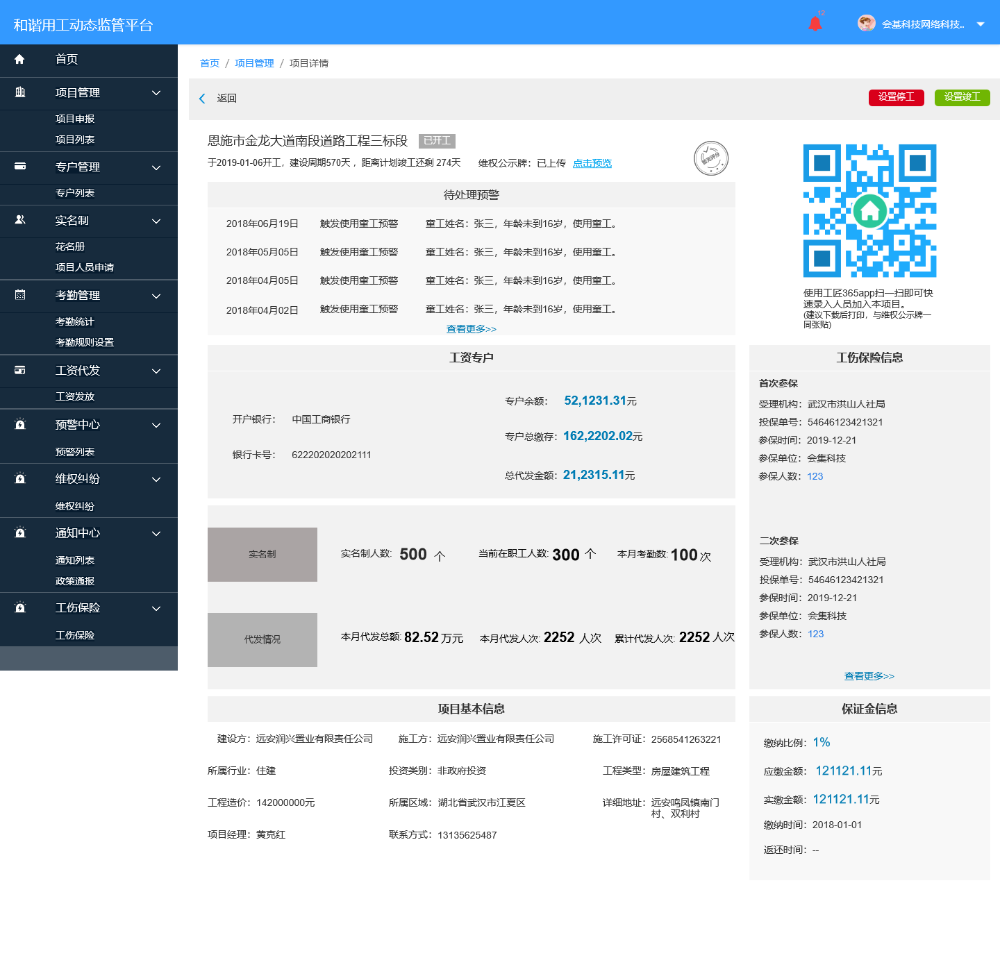 和谐用工动态监管平台
12
会基科技网络科技..
首页
项目管理
项目申报
项目列表
专户管理
专户列表
实名制
花名册
项目人员申请
考勤管理
考勤统计
考勤规则设置
工资代发
工资发放
预警中心
预警列表
维权纠纷
维权纠纷
通知中心
通知列表
政策通报
工伤保险
工伤保险
首页 / 项目管理 / 项目详情
返回
设置停工 设置竣工
恩施市金龙大道南段道路工程三标段 已开工
于2019-01-06开工，建设周期570天 ，距离计划竣工还剩 274天 维权公示牌：已上传 点击预览
暂无评分
待处理预警
2018年06月19日 触发使用童工预警 童工姓名：张三，年龄未到16岁，使用童工。
2018年05月05日 触发使用童工预警 童工姓名：张三，年龄未到16岁，使用童工。
2018年04月05日 触发使用童工预警 童工姓名：张三，年龄未到16岁，使用童工。
2018年04月02日 触发使用童工预警 童工姓名：张三，年龄未到16岁，使用童工。
查看更多>>
使用工匠365app扫一扫即可快
速录入人员加入本项目。
(建议下载后打印，与维权公示牌一
同张贴)
工资专户
开户银行： 中国工商银行
银行卡号： 622202020202111
专户余额： 52,1231.31元
专户总缴存：162,2202.02元
总代发金额：21,2315.11元
实名制 实名制人数: 500 个 当前在职工人数: 300 个 本月考勤数: 100 次
代发情况 本月代发总额: 82.52 万元 本月代发人次: 2252 人次 累计代发人次: 2252 人次
工伤保险信息
首次参保
受理机构：武汉市洪山人社局
投保单号：54646123421321
参保时间：2019-12-21
参保单位：会集科技
参保人数：123
二次参保
受理机构：武汉市洪山人社局
投保单号：54646123421321
参保时间：2019-12-21
参保单位：会集科技
参保人数：123
查看更多>>
项目基本信息
建设方：远安润兴置业有限责任公司 施工方：远安润兴置业有限责任公司 施工许可证：2568541263221
所属行业：住建 投资类别：非政府投资 工程类型：房屋建筑工程
工程造价：142000000元 所属区域：湖北省武汉市江夏区 详细地址：远安鸣凤镇南门
村、双利村
项目经理：黄克红 联系方式：13135625487
保证金信息
缴纳比例：1%
应缴金额： 121121.11元
实缴金额：121121.11元
缴纳时间：2018-01-01
返还时间：--